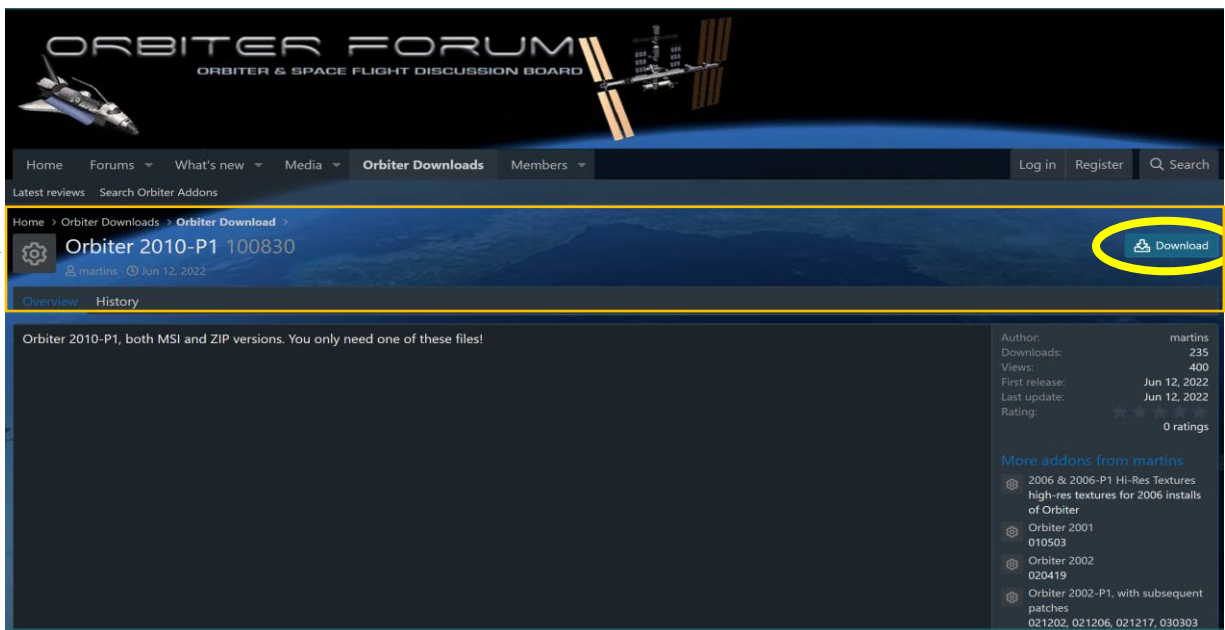 ORBITER FORUM
ORBITER & SPACE FLIGHT DISCUSSION BOARD
Home Forums What's new Media Orbiter Downloads Members Log in Register Search
Latest reviews Search Orbiter Addons
Home > Orbiter Downloads > Orbiter Download >
Orbiter 2010-P1 100830
Download
martins · Jun 12, 2022
Overview History
Orbiter 2010-P1, both MSI and ZIP versions. You only need one of these files!
Author: martins
Downloads: 235
Views: 400
First release: Jun 12, 2022
Last update: Jun 12, 2022
Rating:
0 ratings
More addons from martins
2006 & 2006-P1 Hi-Res Textures
high-res textures for 2006 installs
of Orbiter
Orbiter 2001
010503
Orbiter 2002
020419
Orbiter 2002-P1, with subsequent
patches
021202, 021206, 021217, 030303